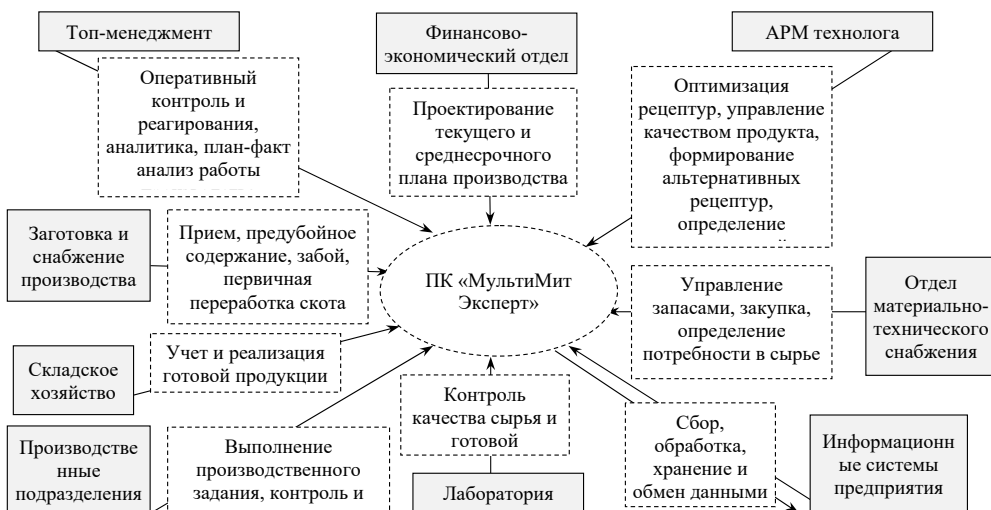 Топ-менеджмент
Оперативный
контроль и
реагирования,
аналитика, план-факт
анализ работы
Финансово-
экономический отдел
Проектирование
текущего и
среднесрочного
плана производства
АРМ технолога
Оптимизация
рецептур, управление
качеством продукта,
формирование
альтернативных
рецептур,
определение
Заготовка и
снабжение
производства
Прием, предубойное
содержание, забой,
первичная
переработка скота
ПК «МультиМит
Эксперт»
Управление
запасами, закупка,
определение
потребности в сырье
Отдел
материально-
технического
снабжения
Складское
хозяйство
Учет и реализация
готовой продукции
Контроль
качества сырья и
готовой
Лаборатория
Производстве
нные
подразделения
Выполнение
производственного
задания, контроль и
Сбор,
обработка,
хранение и
обмен данными
Информационн
ые системы
предприятия